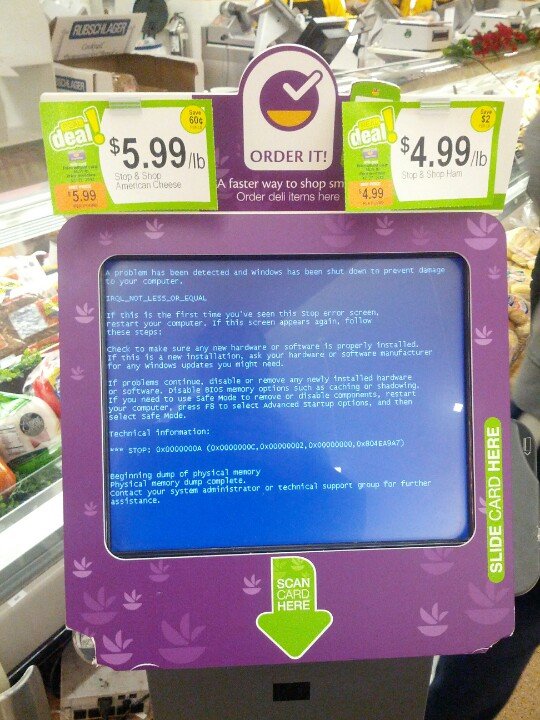 RUBSCHLAGER
Cocktail
deal!
Save
60¢
$5.99/lb
Stop & Shop
American Cheese
$5.99
ORDER IT!
A faster way to shop sm
Order deli items here
deal!
Save
$2
$4.99/lb
Stop & Shop Ham
$4.99
A problem has been detected and Windows has been shut down to prevent damage
to your computer.
IRQL_NOT_LESS_OR_EQUAL
If this is the first time you've seen this Stop error screen,
restart your computer. If this screen appears again, follow
these steps:
Check to make sure any new hardware or software is properly installed.
If this is a new installation, ask your hardware or software manufacturer
for any Windows updates you might need.
If problems continue, disable or remove any newly installed hardware
or software. Disable BIOS memory options such as caching or shadowing.
If you need to use Safe Mode to remove or disable components, restart
your computer, press F8 to select Advanced Startup Options, and then
select Safe Mode.
Technical information:
*** STOP: 0x0000000A (0x0000000C,0x00000002,0x00000000,0x804EA9A7)
Beginning dump of physical memory
Physical memory dump complete.
Contact your system administrator or technical support group for further
assistance.
SLIDE CARD HERE
SCAN
CARD
HERE